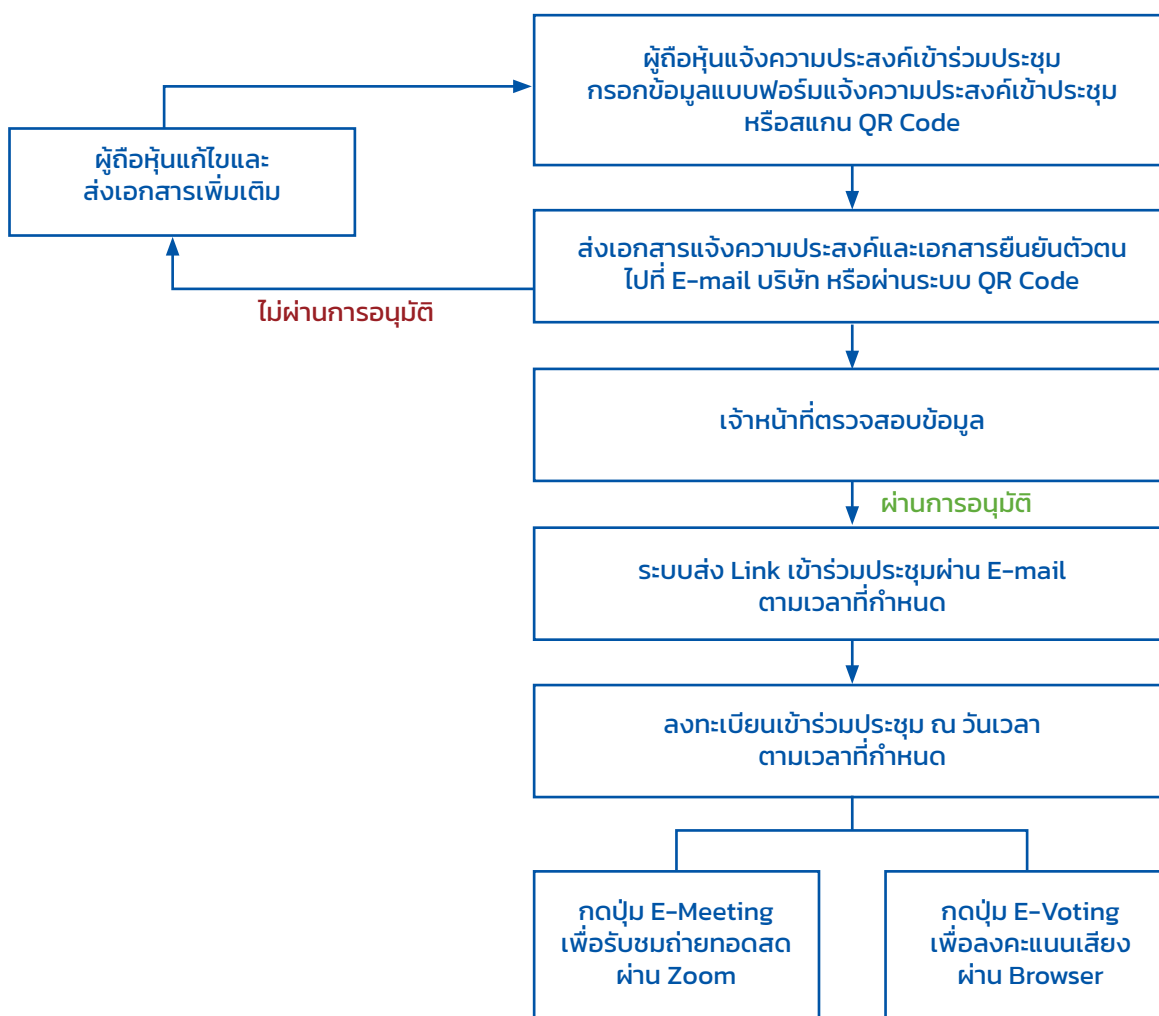 ผู้ถือหุ้นแจ้งความประสงค์เข้าร่วมประชุม
กรอกข้อมูลแบบฟอร์มแจ้งความประสงค์เข้าประชุม
หรือสแกน QR Code
ผู้ถือหุ้นแก้ไขและ
ส่งเอกสารเพิ่มเติม
ส่งเอกสารแจ้งความประสงค์และเอกสารยืนยันตัวตน
ไปที่ E-mail บริษัท หรือผ่านระบบ QR Code
ไม่ผ่านการอนุมัติ
เจ้าหน้าที่ตรวจสอบข้อมูล
ผ่านการอนุมัติ
ระบบส่ง Link เข้าร่วมประชุมผ่าน E-mail
ตามเวลาที่กำหนด
ลงทะเบียนเข้าร่วมประชุม ณ วันเวลา
ตามเวลาที่กำหนด
กดปุ่ม E-Meeting
เพื่อรับชมถ่ายทอดสด
ผ่าน Zoom
กดปุ่ม E-Voting
เพื่อลงคะแนนเสียง
ผ่าน Browser